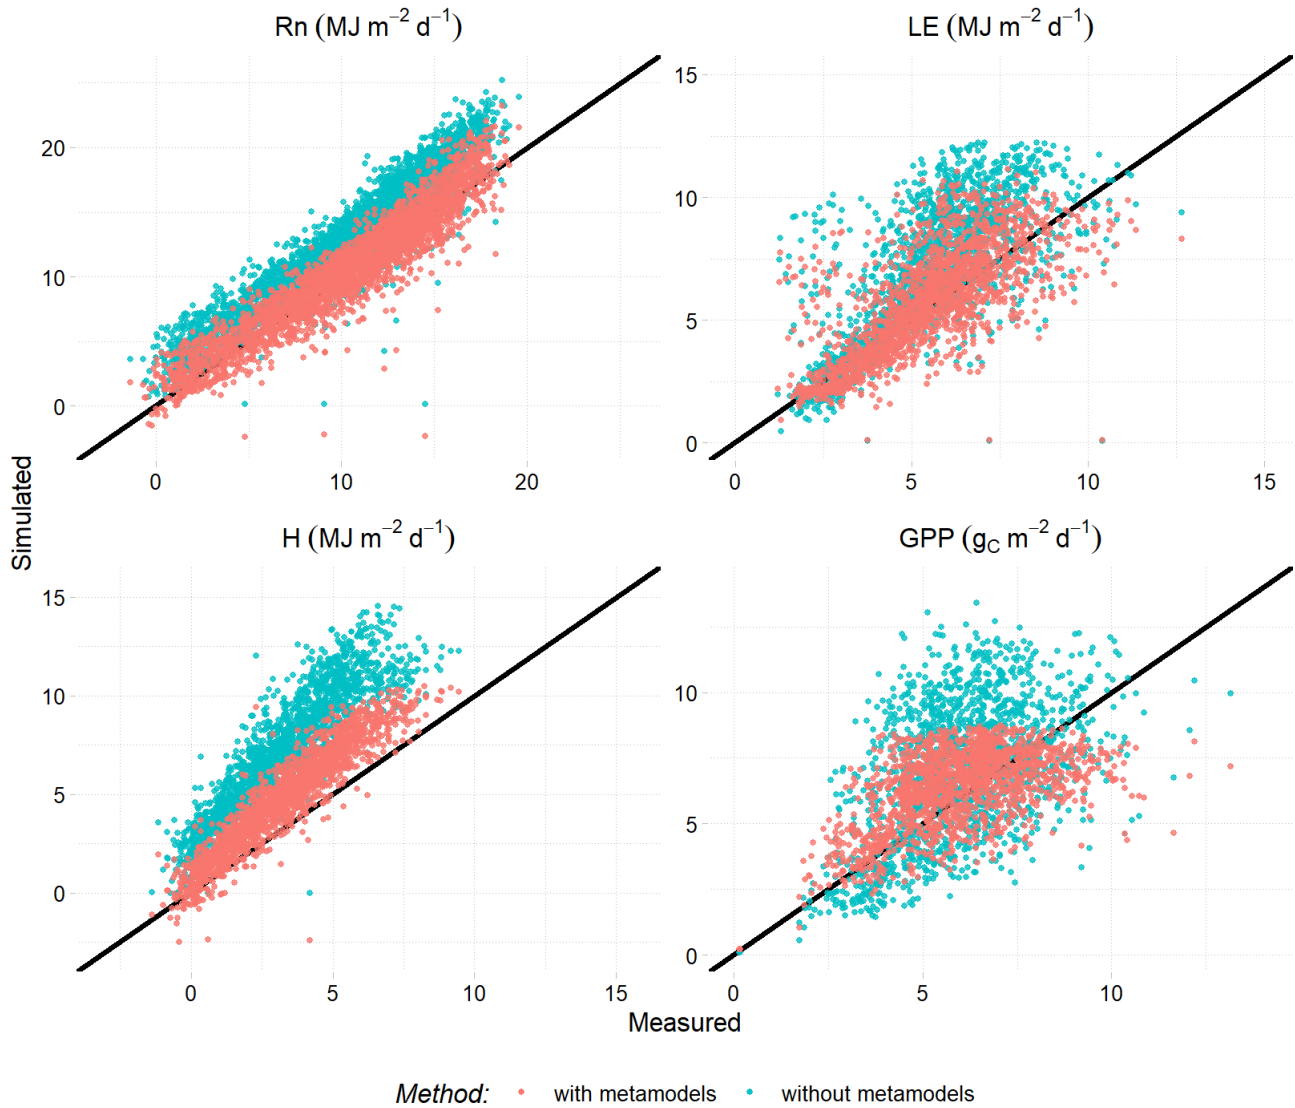 Rn (MJ m−2 d−1)
LE (MJ m−2 d−1)
20
10
0
0 10 20
15
10
5
0
0 5 10 15
Simulated
H (MJ m−2 d−1)
GPP (gC m−2 d−1)
15
10
5
0
0 5 10 15
10
5
0
0 5 10
Measured
Method: with metamodels without metamodels